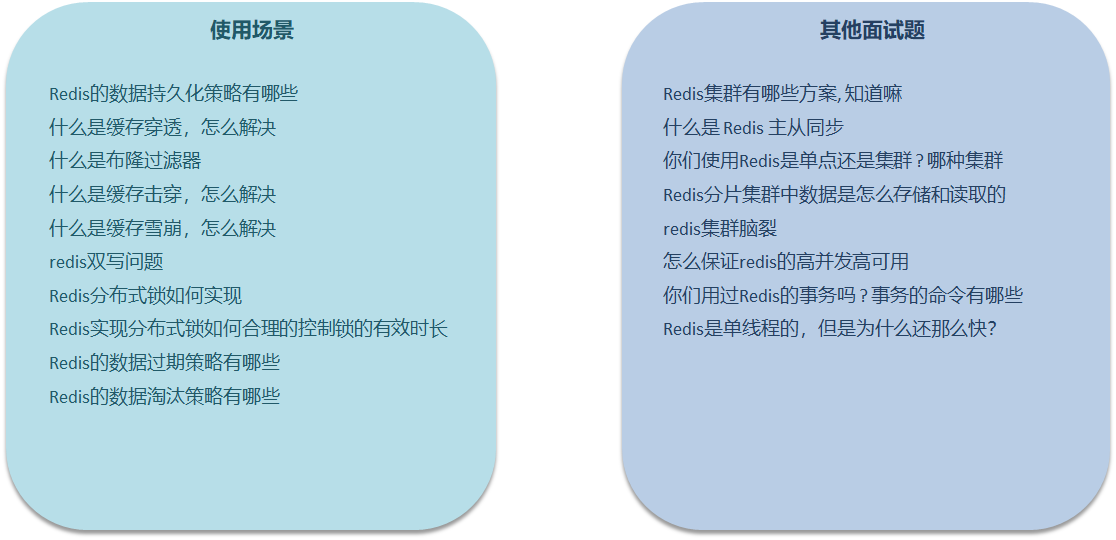 使用场景
Redis的数据持久化策略有哪些
什么是缓存穿透，怎么解决
什么是布隆过滤器
什么是缓存击穿，怎么解决
什么是缓存雪崩，怎么解决
redis双写问题
Redis分布式锁如何实现
Redis实现分布式锁如何合理的控制锁的有效时长
Redis的数据过期策略有哪些
Redis的数据淘汰策略有哪些
其他面试题
Redis集群有哪些方案,知道嘛
什么是 Redis 主从同步
你们使用Redis是单点还是集群 ? 哪种集群
Redis分片集群中数据是怎么存储和读取的
redis集群脑裂
怎么保证redis的高并发高可用
你们用过Redis的事务吗 ? 事务的命令有哪些
Redis是单线程的，但是为什么还那么快?